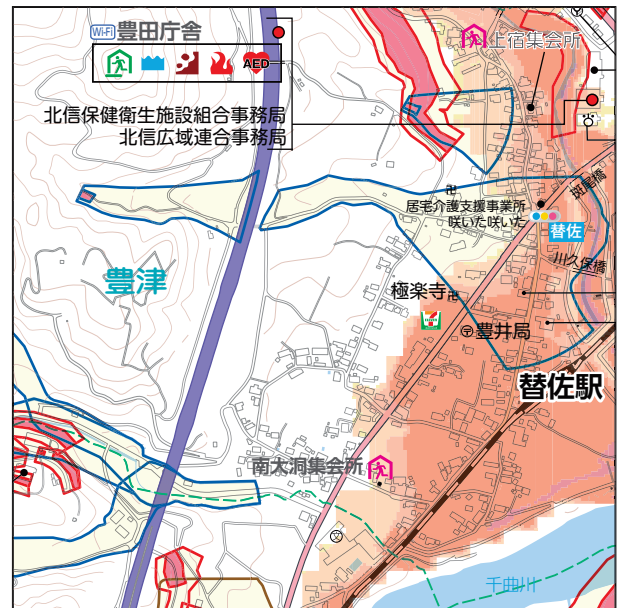 Wi-Fi 豊田庁舎
AED
上宿集会所
北信保健衛生施設組合事務局
北信広域連合事務局
斑尾橋
卍
居宅介護支援事業所
咲いた咲いた
替佐
川久保橋
豊津
極楽寺卍
〶豊井局
替佐駅
南大洞集会所
文
千曲川